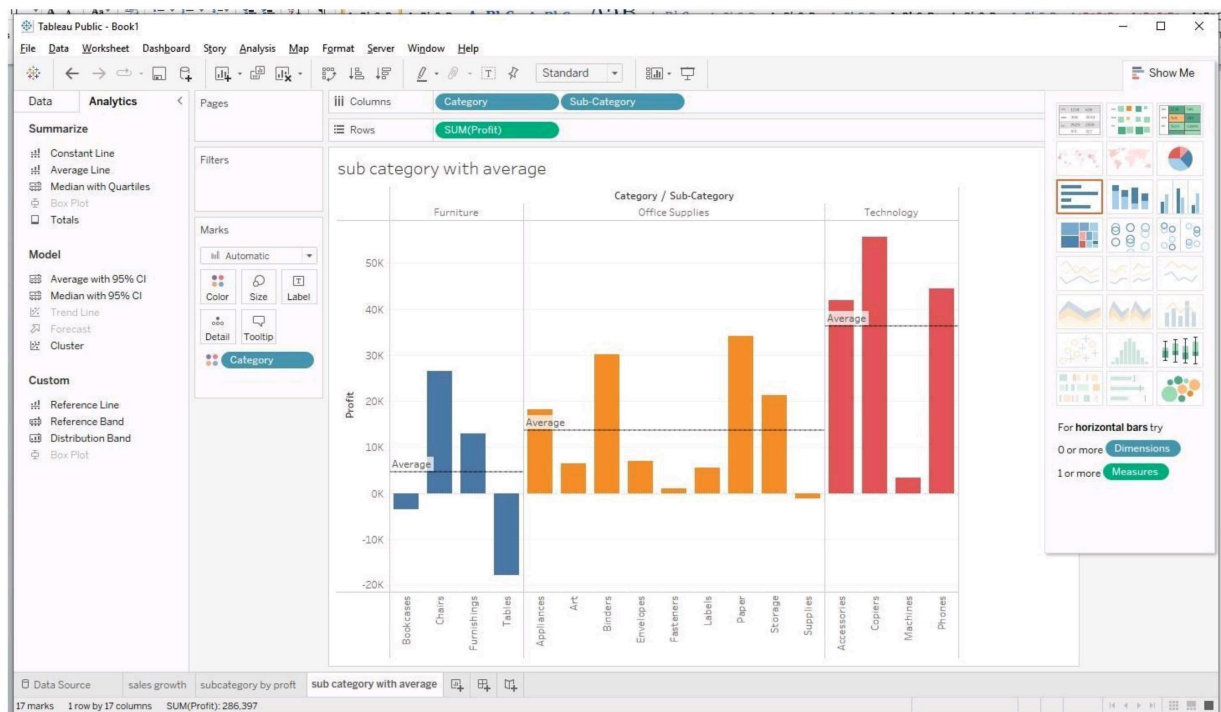 Tableau Public - Book1
File Data Worksheet Dashboard Story Analysis Map Format Server Window Help
Standard
Show Me
Data Analytics
Pages
iii Columns Category Sub-Category
Rows SUM(Profit)
Summarize
Constant Line
Average Line
Median with Quartiles
Box Plot
Totals
Model
Average with 95% CI
Median with 95% CI
Trend Line
Forecast
Cluster
Custom
Reference Line
Reference Band
Distribution Band
Box Plot
Filters
Marks
Automatic
Color Size Label
Detail Tooltip
Category
sub category with average
Category / Sub-Category
Furniture Office Supplies Technology
Profit
50K
40K
30K
20K
10K
0K
-10K
-20K
Average
Average
Average
Bookcases
Chairs
Furnishings
Tables
Appliances
Art
Binders
Envelopes
Fasteners
Labels
Paper
Storage
Supplies
Accessories
Copiers
Machines
Phones
For horizontal bars try
0 or more Dimensions
1 or more Measures
Data Source sales growth subcategory by proft sub category with average
17 marks 1 row by 17 columns SUM(Profit): 286,397